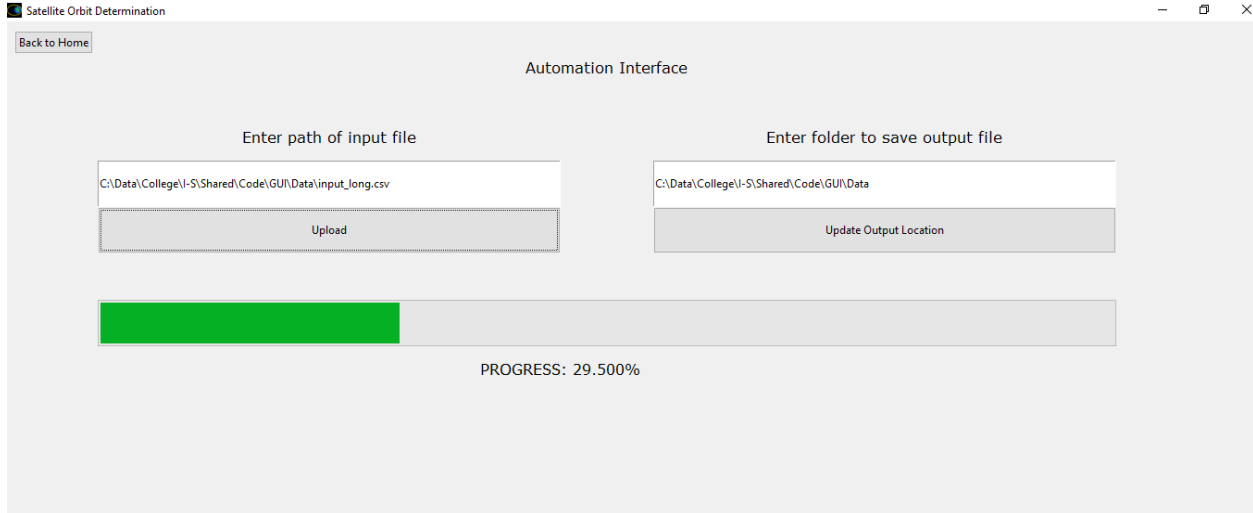 Satellite Orbit Determination
Back to Home
Automation Interface
Enter path of input file
Enter folder to save output file
C:\Data\College\I-S\Shared\Code\GUI\Data\input_long.csv
C:\Data\College\I-S\Shared\Code\GUI\Data
Upload
Update Output Location
PROGRESS: 29.500%